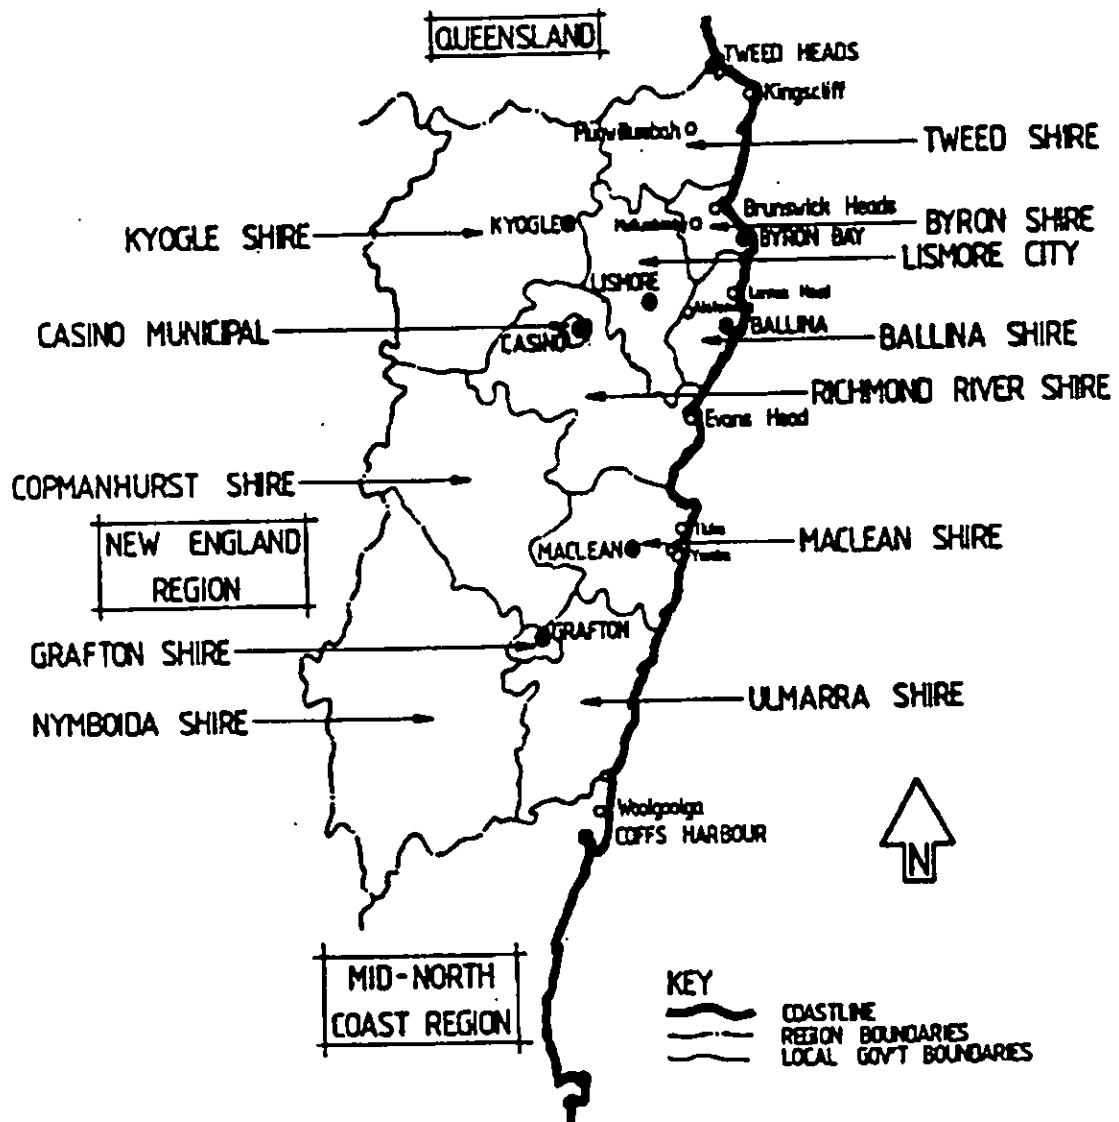 QUEENSLAND
TWEED HEADS
Kingscliff
Murwillumbah
TWEED SHIRE
Brunswick Heads
BYRON SHIRE
KYOGLE SHIRE
KYOGLE
BYRON BAY
LISMORE CITY
LISMORE
Lennox Head
CASINO MUNICIPAL
CASINO
BALLINA
BALLINA SHIRE
RICHMOND RIVER SHIRE
Evans Head
COPMANHURST SHIRE
NEW ENGLAND
REGION
MACLEAN
MACLEAN SHIRE
GRAFTON
GRAFTON SHIRE
ULMARRA SHIRE
NYMBOIDA SHIRE
Woolgoolga
COFFS HARBOUR
N
MID-NORTH
COAST REGION
KEY
COASTLINE
REGION BOUNDARIES
LOCAL GOV'T BOUNDARIES